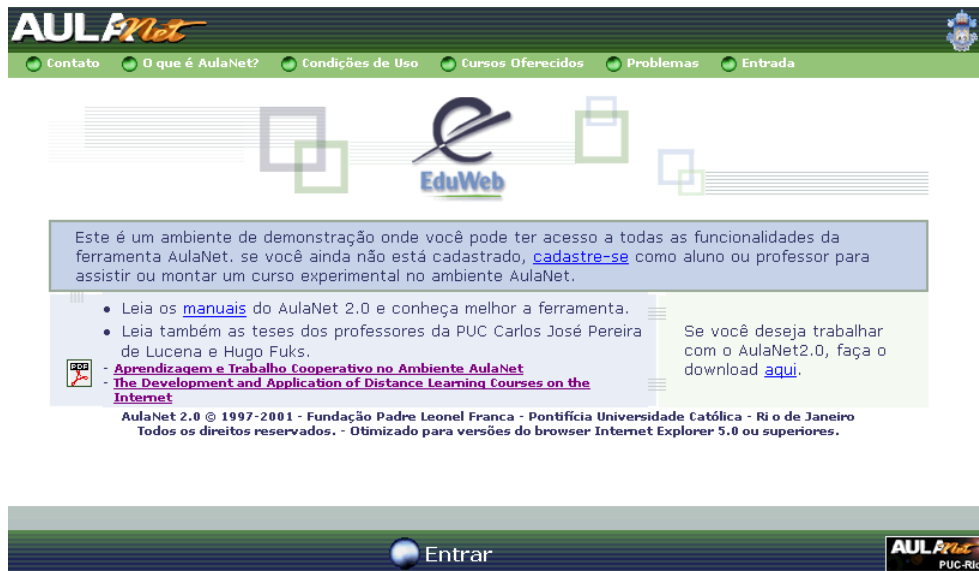 AULANet
Contato O que é AulaNet? Condições de Uso Cursos Oferecidos Problemas Entrada
EduWeb
Este é um ambiente de demonstração onde você pode ter acesso a todas as funcionalidades da
ferramenta AulaNet. se você ainda não está cadastrado, cadastre-se como aluno ou professor para
assistir ou montar um curso experimental no ambiente AulaNet.
• Leia os manuais do AulaNet 2.0 e conheça melhor a ferramenta.
• Leia também as teses dos professores da PUC Carlos José Pereira
de Lucena e Hugo Fuks.
PDF
- Aprendizagem e Trabalho Cooperativo no Ambiente AulaNet
- The Development and Application of Distance Learning Courses on the
Internet
Se você deseja trabalhar
com o AulaNet2.0, faça o
download aqui.
AulaNet 2.0 © 1997-2001 - Fundação Padre Leonel Franca - Pontifícia Universidade Católica - Ri o de Janeiro
Todos os direitos reservados. - Otimizado para versões do browser Internet Explorer 5.0 ou superiores.
Entrar
AULANet
PUC-Ri